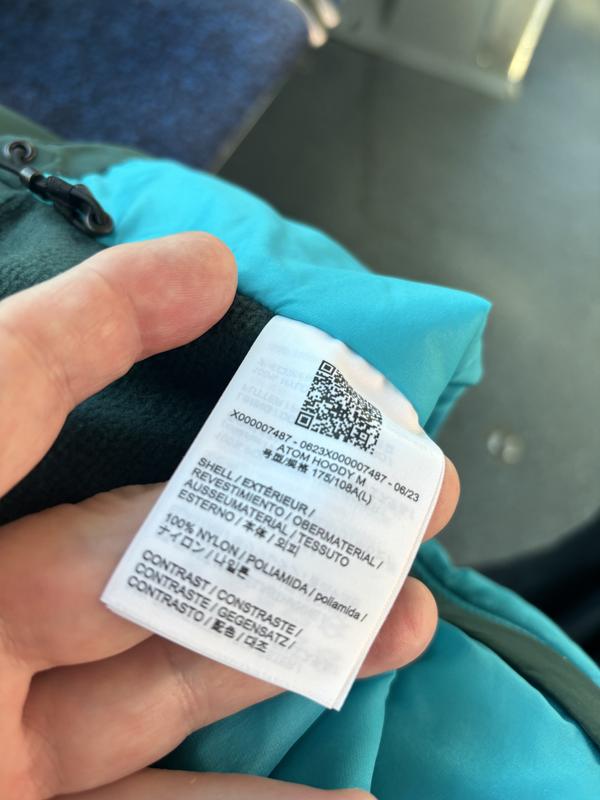 X000007487 - 0623X000007487 - 06/23
ATOM HOODY M
号型/规格 175/108A(L)
SHELL / EXTÉRIEUR /
REVESTIMIENTO / OBERMATERIAL /
AUSSEUMATERIAL / TESSUTO
ESTERNO / 本体 / 외피
100% NYLON / POLIAMIDA / poliamida /
ナイロン / 나일론
CONTRAST / CONSTRASTE /
CONTRASTE / GEGENSATZ /
CONTRASTO / 配色 / 대조